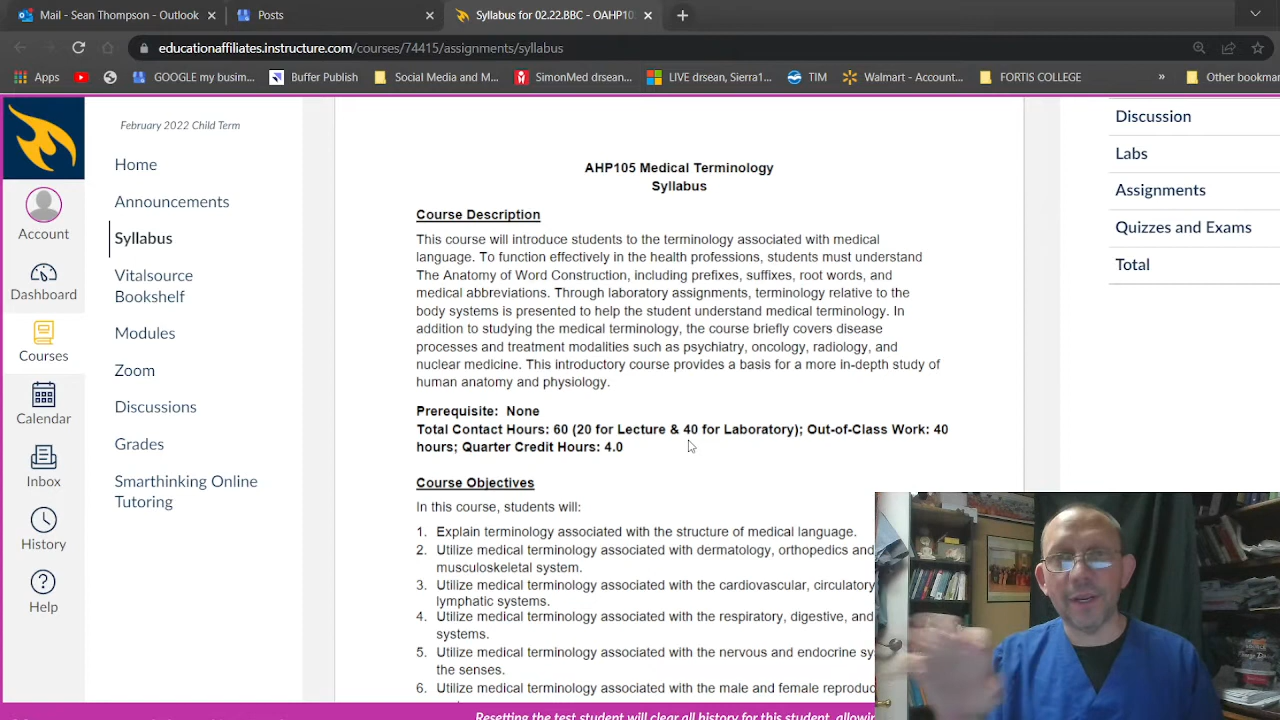 Mail - Sean Thompson - Outlook
Posts
Syllabus for 02.22.BBC - OAHP10
educationaffiliates.instructure.com/courses/74415/assignments/syllabus
Apps
GOOGLE my busim...
Buffer Publish
Social Media and M...
SimonMed drsean...
LIVE drsean, Sierra1...
TIM
Walmart - Account...
FORTIS COLLEGE
»
Other bookmar
February 2022 Child Term
Home
Announcements
Syllabus
Vitalsource
Bookshelf
Modules
Zoom
Discussions
Grades
Smarthinking Online
Tutoring
Account
Dashboard
Courses
Calendar
Inbox
History
Help
AHP105 Medical Terminology
Syllabus
Course Description
This course will introduce students to the terminology associated with medical
language. To function effectively in the health professions, students must understand
The Anatomy of Word Construction, including prefixes, suffixes, root words, and
medical abbreviations. Through laboratory assignments, terminology relative to the
body systems is presented to help the student understand medical terminology. In
addition to studying the medical terminology, the course briefly covers disease
processes and treatment modalities such as psychiatry, oncology, radiology, and
nuclear medicine. This introductory course provides a basis for a more in-depth study of
human anatomy and physiology.
Prerequisite: None
Total Contact Hours: 60 (20 for Lecture & 40 for Laboratory); Out-of-Class Work: 40
hours; Quarter Credit Hours: 4.0
Course Objectives
In this course, students will:
1. Explain terminology associated with the structure of medical language.
2. Utilize medical terminology associated with dermatology, orthopedics and
musculoskeletal system.
3. Utilize medical terminology associated with the cardiovascular, circulatory
lymphatic systems.
4. Utilize medical terminology associated with the respiratory, digestive, and
systems.
5. Utilize medical terminology associated with the nervous and endocrine sy
the senses.
6. Utilize medical terminology associated with the male and female reproduc
Discussion
Labs
Assignments
Quizzes and Exams
Total
Resetting the test student will clear all history for this student, allowin